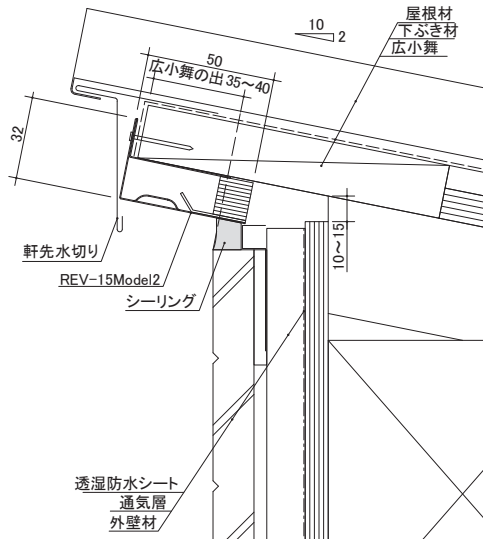 10
2
屋根材
下ぶき材
広小舞
50
広小舞の出 35～40
32
10～15
軒先水切り
REV-15Model2
シーリング
透湿防水シート
通気層
外壁材